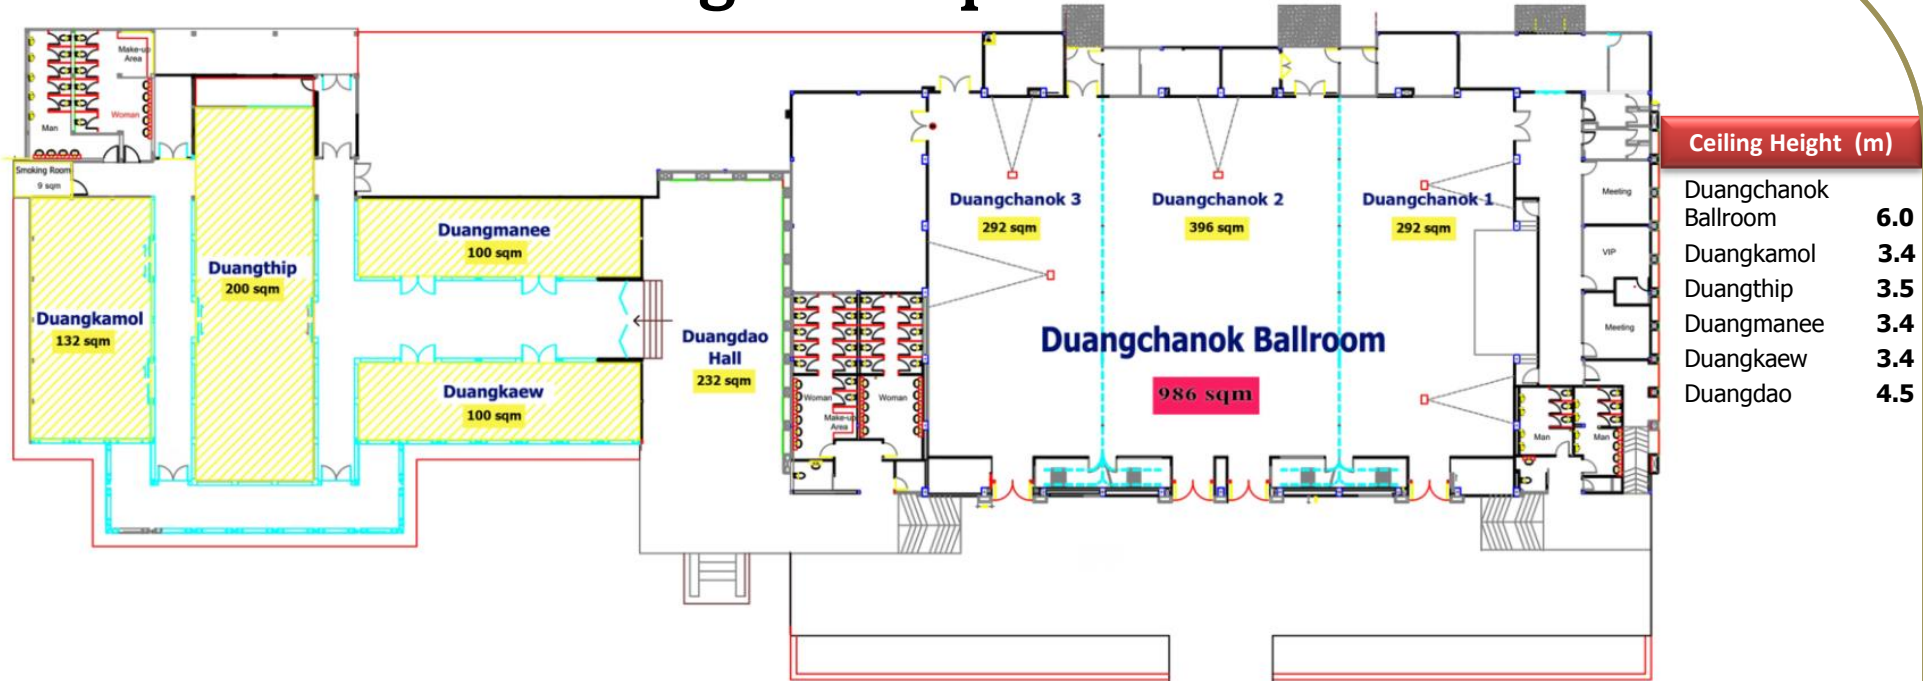 Make-up
Area
Woman
Man
Smoking Room
9 sqm
Duangkamol
132 sqm
Duangthip
200 sqm
Duangmanee
100 sqm
Duangkaew
100 sqm
Duangdao
Hall
232 sqm
Woman
Make-up
Area
Woman
Duangchanok 3
292 sqm
Duangchanok 2
396 sqm
Duangchanok 1
292 sqm
Duangchanok Ballroom
986 sqm
Meeting
VIP
Meeting
Man
Man
Ceiling Height (m)
Duangchanok
Ballroom 6.0
Duangkamol 3.4
Duangthip 3.5
Duangmanee 3.4
Duangkaew 3.4
Duangdao 4.5